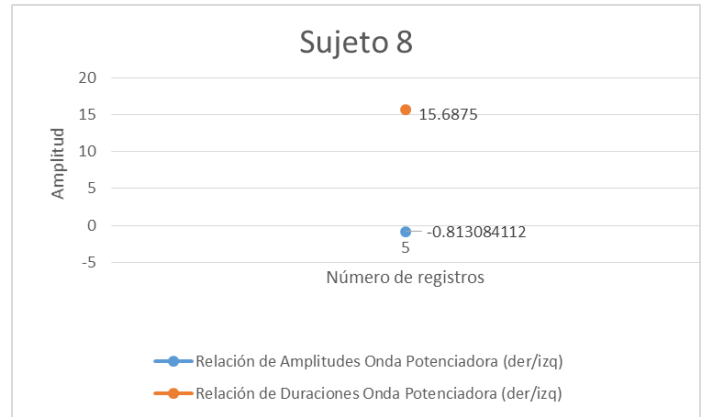 Sujeto 8
20
15
10
5
0
-5
Amplitud
15.6875
-0.813084112
5
Número de registros
Relación de Amplitudes Onda Potenciadora (der/izq)
Relación de Duraciones Onda Potenciadora (der/izq)